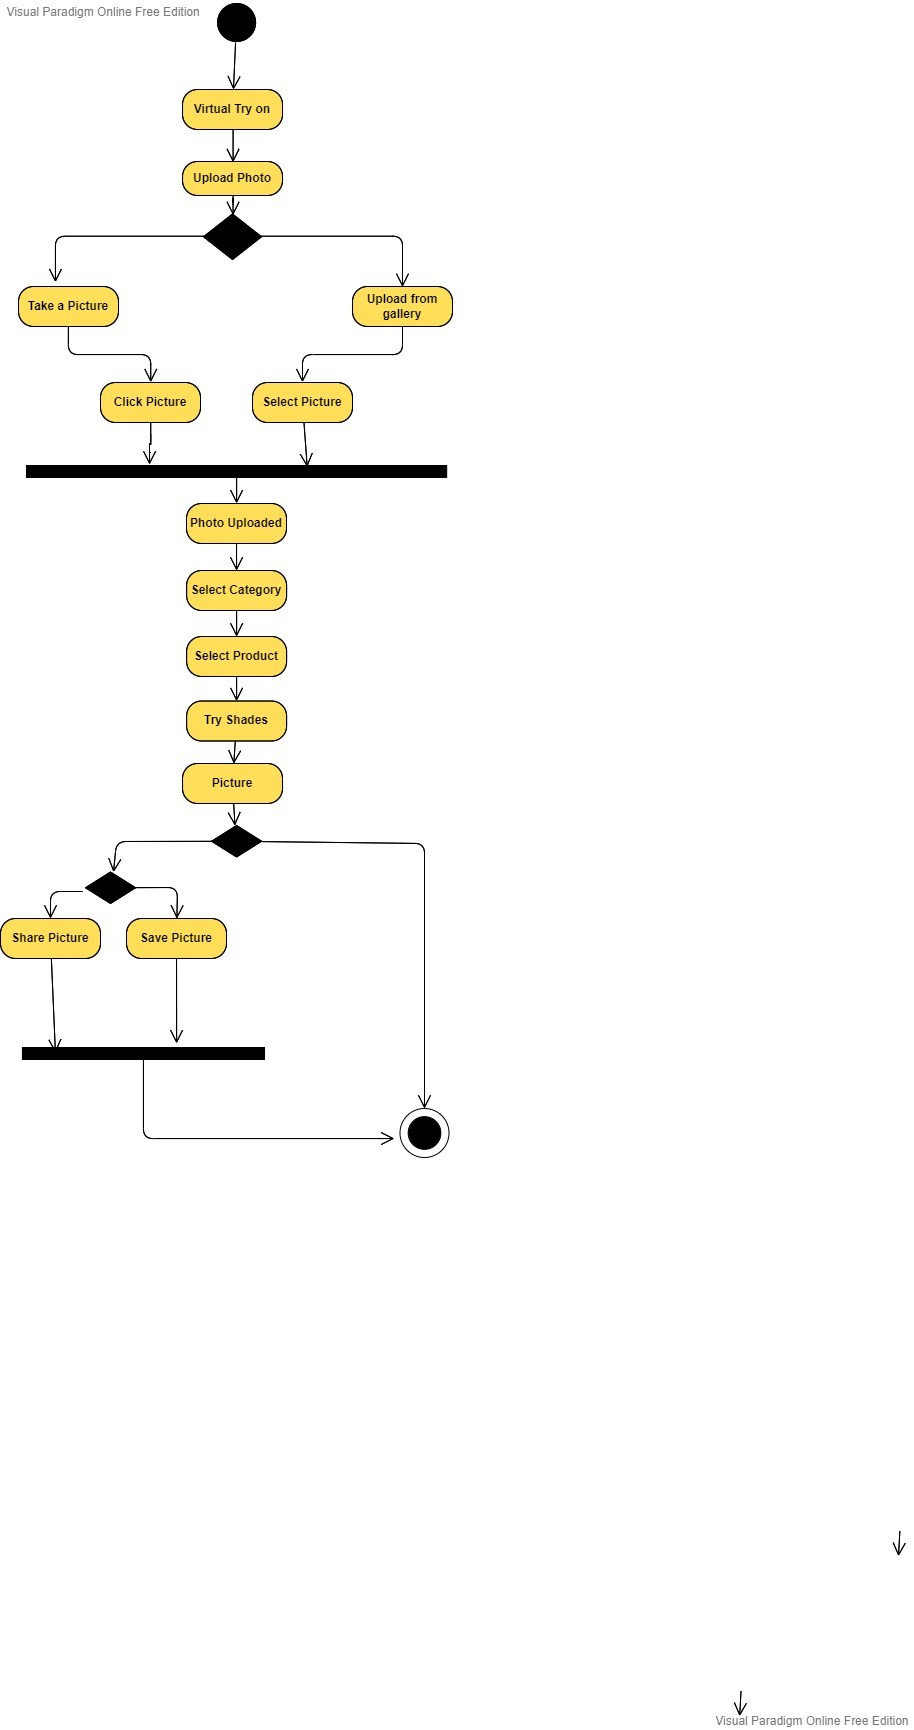 Visual Paradigm Online Free Edition
Virtual Try on
Upload Photo
Take a Picture
Upload from
gallery
Click Picture
Select Picture
Photo Uploaded
Select Category
Select Product
Try Shades
Picture
Share Picture
Save Picture
Visual Paradigm Online Free Edition